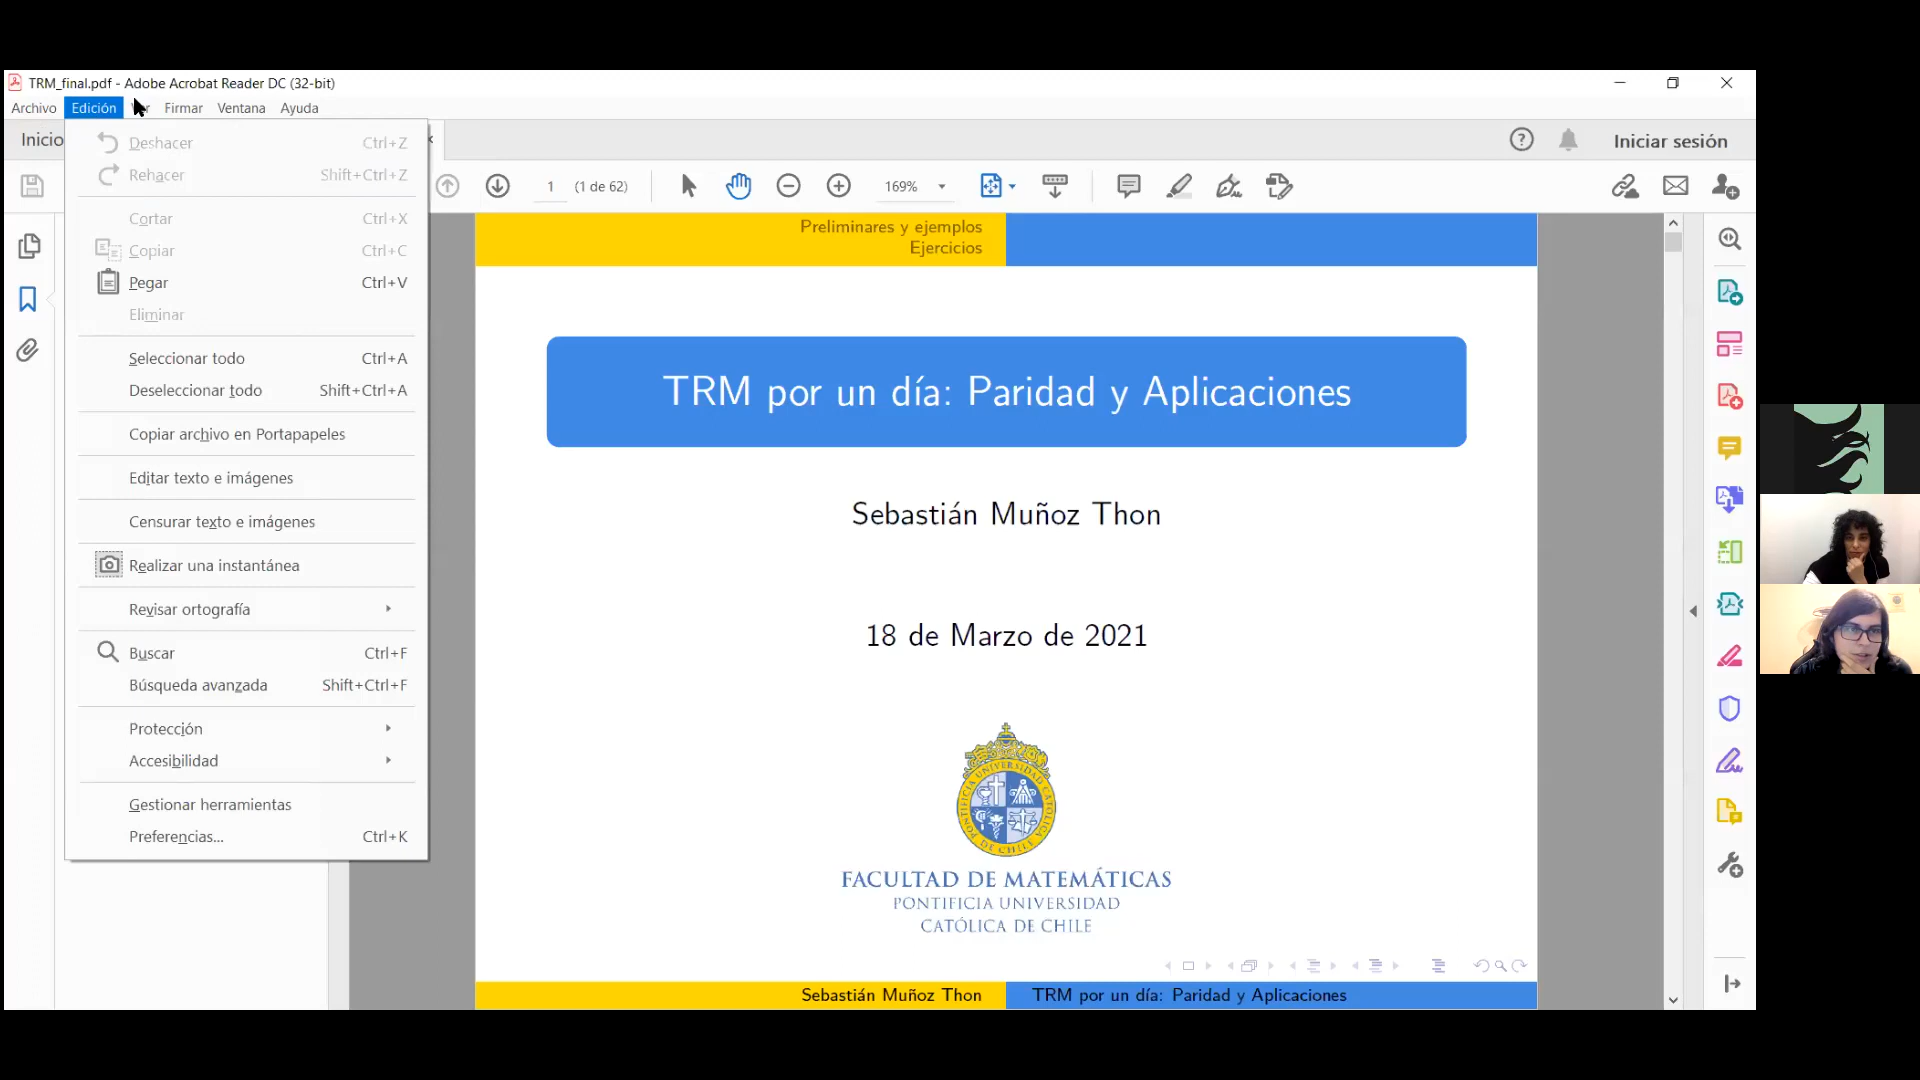 TRM_final.pdf - Adobe Acrobat Reader DC (32-bit)
Archivo Edición Firmar Ventana Ayuda
Inicio
Iniciar sesión
1 (1 de 62) 169%
Deshacer Ctrl+Z
Rehacer Shift+Ctrl+Z
Cortar Ctrl+X
Copiar Ctrl+C
Pegar Ctrl+V
Eliminar
Seleccionar todo Ctrl+A
Deseleccionar todo Shift+Ctrl+A
Copiar archivo en Portapapeles
Editar texto e imágenes
Censurar texto e imágenes
Realizar una instantánea
Revisar ortografía
Buscar Ctrl+F
Búsqueda avanzada Shift+Ctrl+F
Protección
Accesibilidad
Gestionar herramientas
Preferencias... Ctrl+K
Preliminares y ejemplos
Ejercicios
TRM por un día: Paridad y Aplicaciones
Sebastián Muñoz Thon
18 de Marzo de 2021
PONTIFICIA UNIVERSIDAD CATÓLICA DE CHILE
FACULTAD DE MATEMÁTICAS
PONTIFICIA UNIVERSIDAD
CATÓLICA DE CHILE
Sebastián Muñoz Thon TRM por un día: Paridad y Aplicaciones